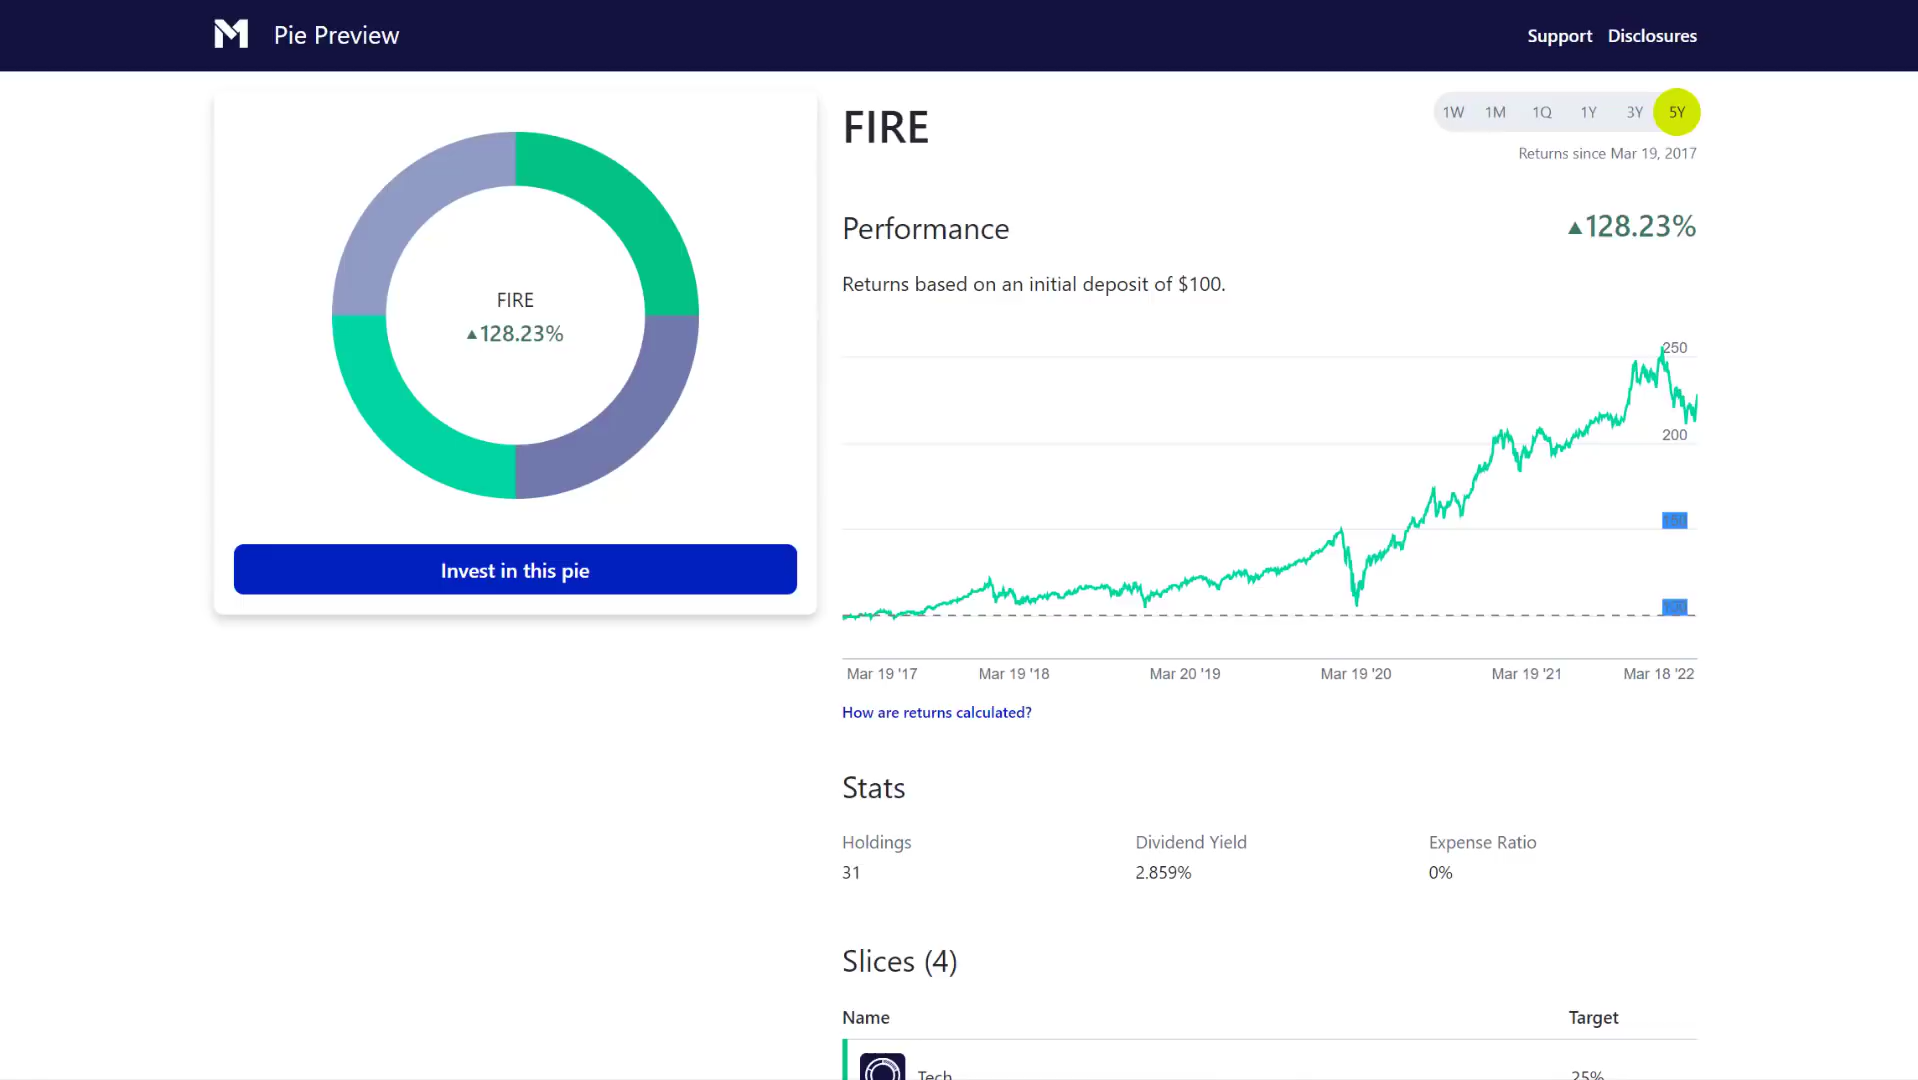 Pie Preview
Support Disclosures
FIRE
▲128.23%
Invest in this pie
FIRE
1W 1M 1Q 1Y 3Y 5Y
Returns since Mar 19, 2017
Performance
▲128.23%
Returns based on an initial deposit of $100.
250
200
150
100
Mar 19 '17 Mar 19 '18 Mar 20 '19 Mar 19 '20 Mar 19 '21 Mar 18 '22
How are returns calculated?
Stats
Holdings Dividend Yield Expense Ratio
31 2.859% 0%
Slices (4)
Name Target
Tech 25%